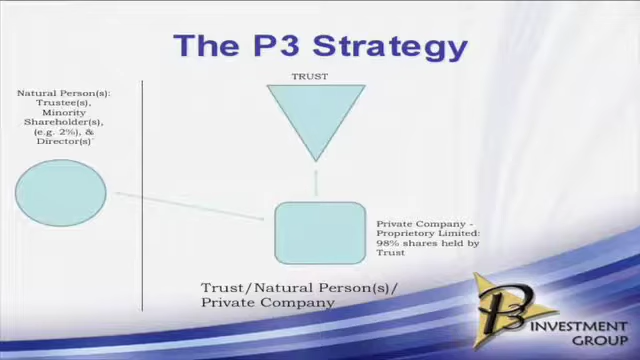 The P3 Strategy
TRUST
Natural Person(s):
Trustee(s),
Minority
Shareholder(s),
(e.g. 2%), &
Director(s)`
Private Company -
Proprietory Limited:
98% shares held by
Trust
Trust/Natural Person(s)/
Private Company
P3
INVESTMENT
GROUP